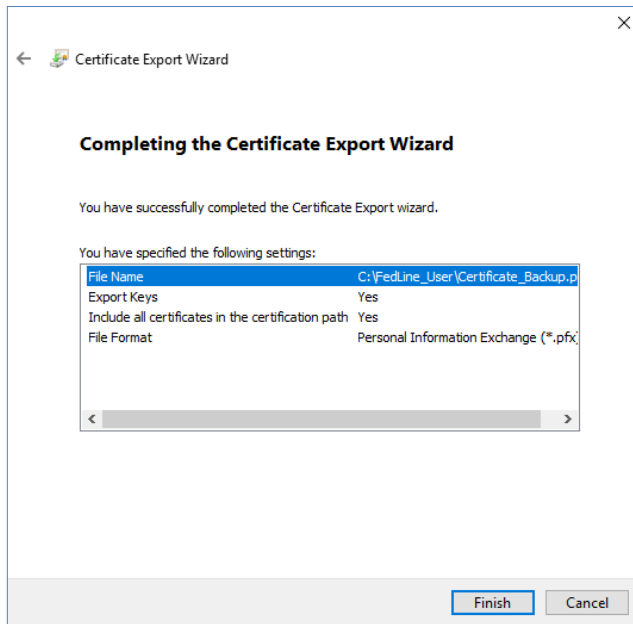 Certificate Export Wizard
Completing the Certificate Export Wizard
You have successfully completed the Certificate Export wizard.
You have specified the following settings:
File Name C:\FedLine_User\Certificate_Backup.p
Export Keys Yes
Include all certificates in the certification path Yes
File Format Personal Information Exchange (*.pfx)
Finish Cancel